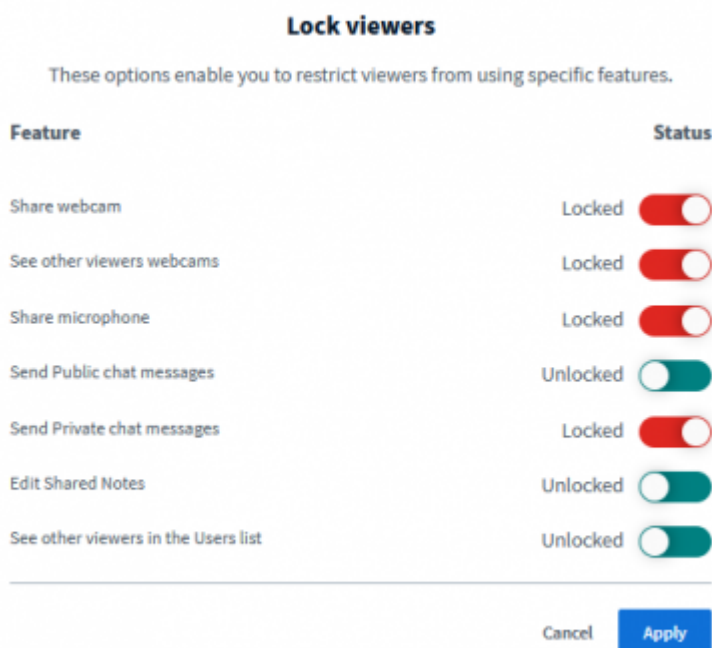 Lock viewers
These options enable you to restrict viewers from using specific features.
Feature Status
Share webcam Locked
See other viewers webcams Locked
Share microphone Locked
Send Public chat messages Unlocked
Send Private chat messages Locked
Edit Shared Notes Unlocked
See other viewers in the Users list Unlocked
Cancel Apply